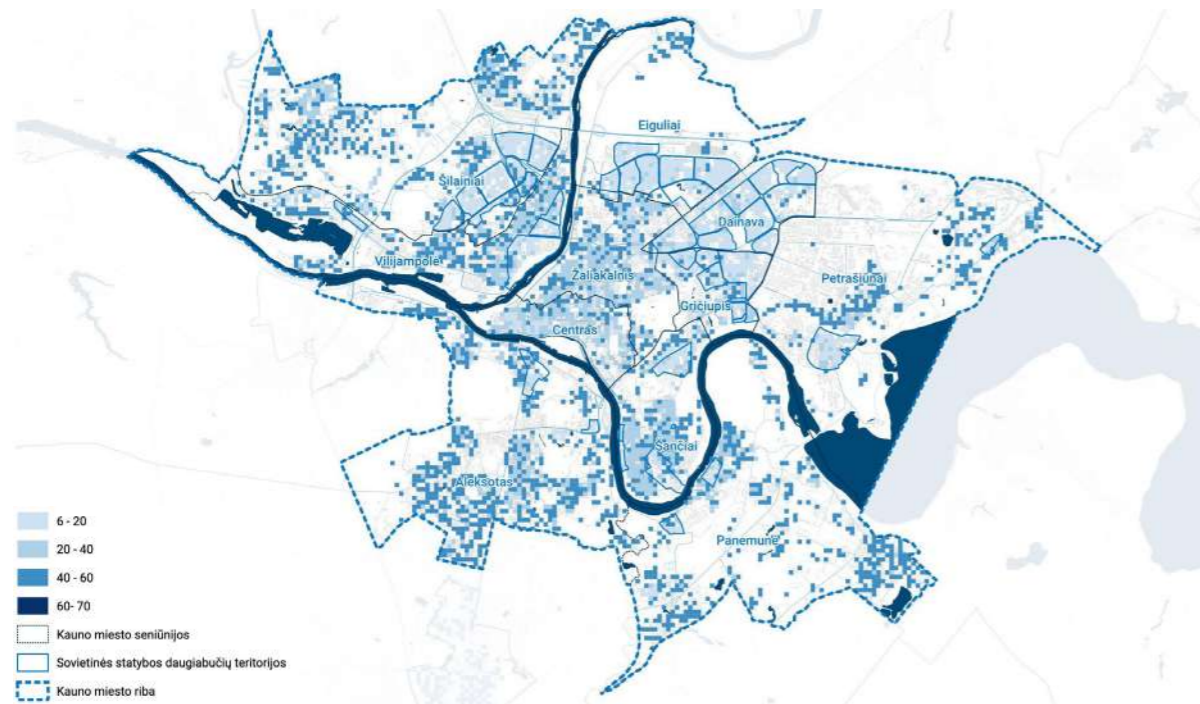 Eiguliai
Šilainiai
Dainava
Vilijampolė
Žaliakalnis
Petrašiūnai
Gričiupis
Centras
Šančiai
Aleksotas
Panemunė
6 - 20
20 - 40
40 - 60
60- 70
Kauno miesto seniūnijos
Sovietinės statybos daugiabučių teritorijos
Kauno miesto riba